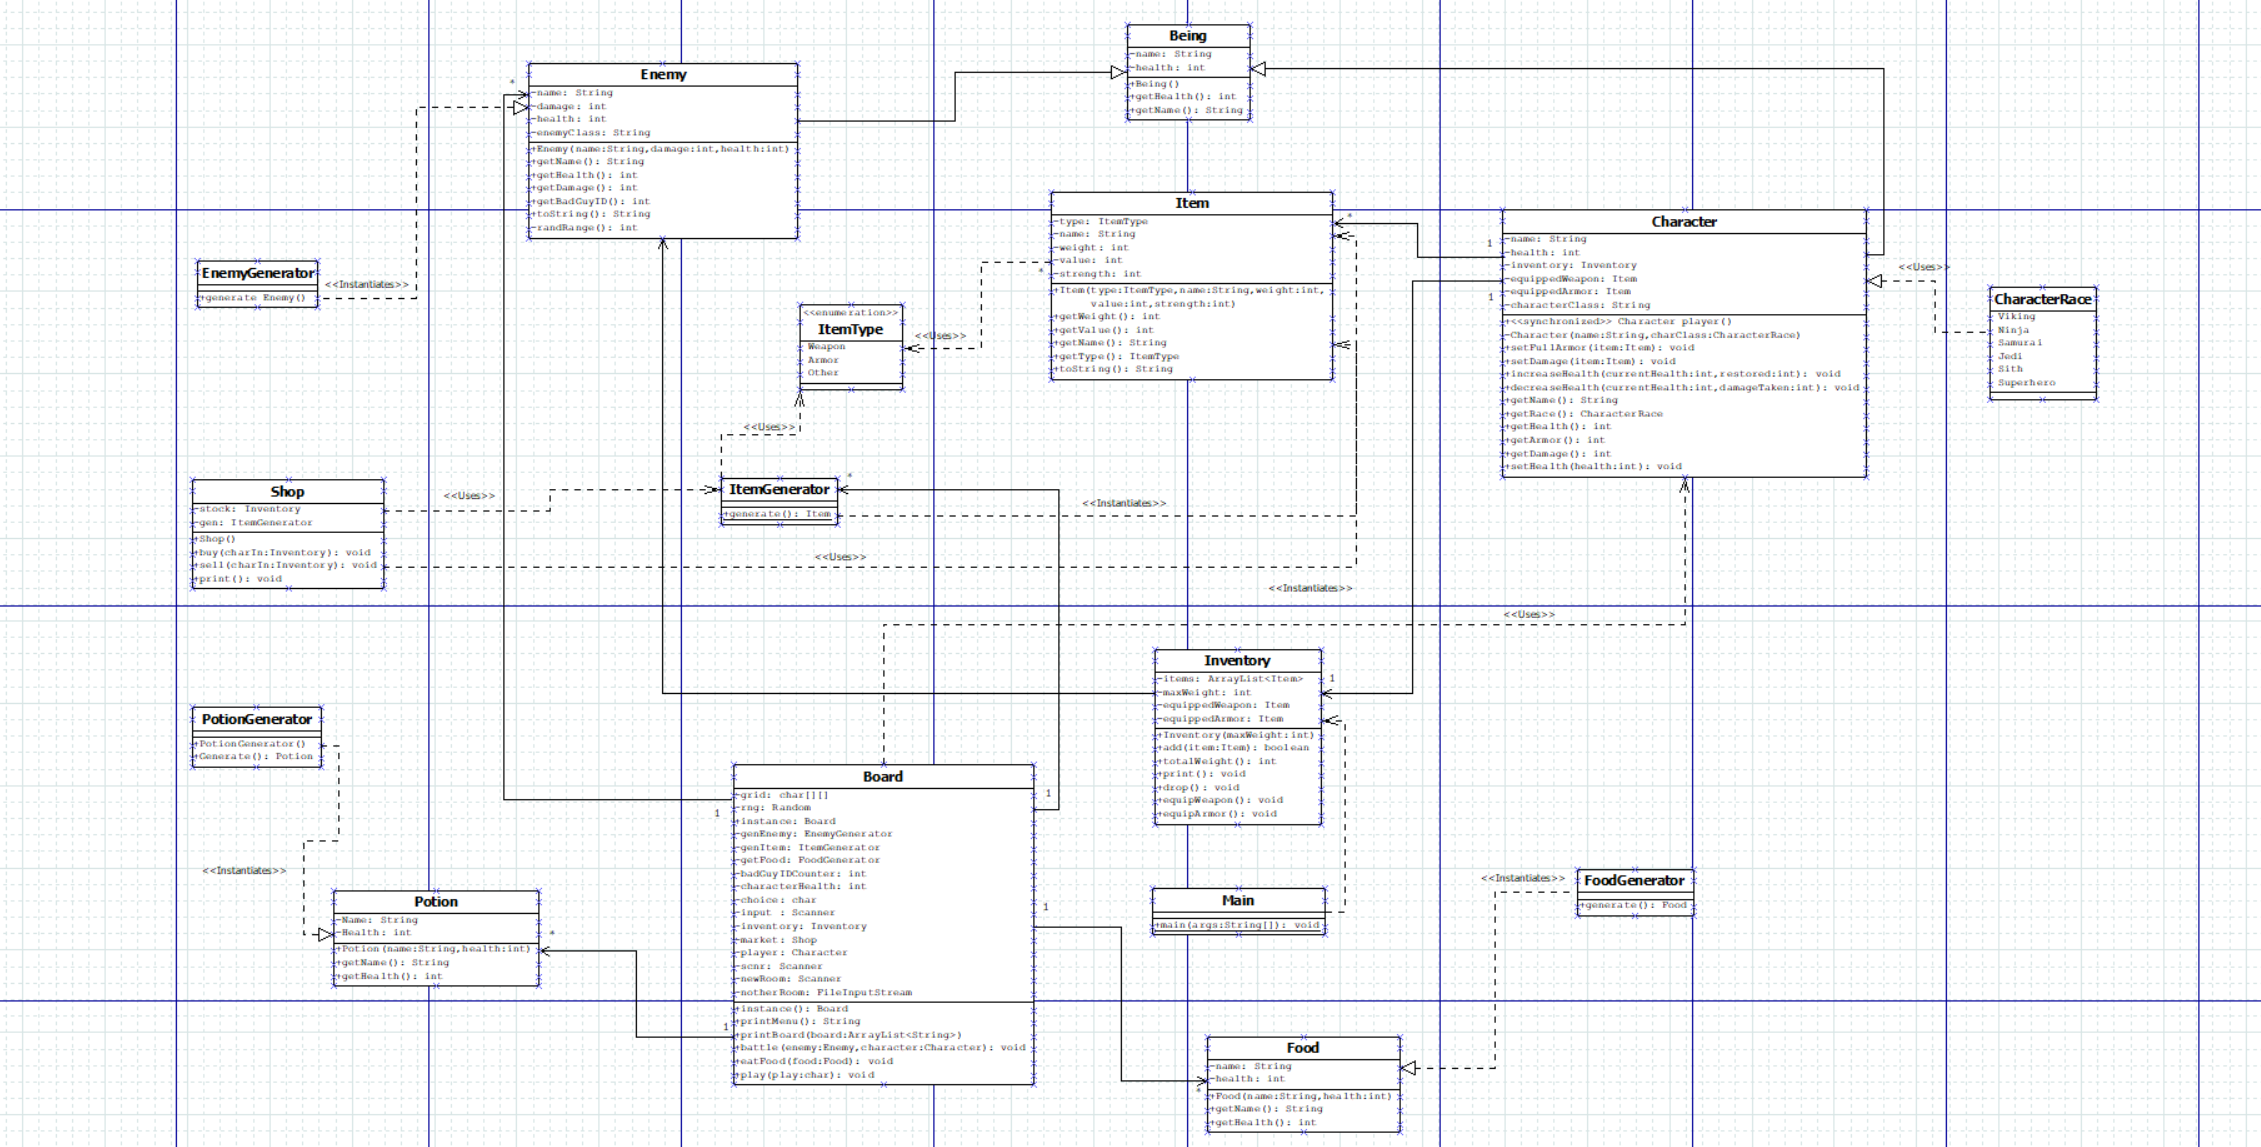 Being
-name: String
-health: int
+Being()
+getHealth(): int
+getName(): String
Enemy
-name: String
-damage: int
-health: int
-enemyClass: String
+Enemy(name:String,damage:int,health:int)
+getName(): String
+getHealth(): int
+getDamage(): int
+getBadGuyID(): int
+toString(): String
-randRange(): int
*
EnemyGenerator
+generate Enemy()
<<Instantiates>>
Item
-type: ItemType
-name: String
-weight: int
-value: int
-strength: int
+Item(type:ItemType,name:String,weight:int,
value:int,strength:int)
+getWeight(): int
+getValue(): int
+getName(): String
+getType(): ItemType
+toString(): String
*
*
Character
-name: String
-health: int
-inventory: Inventory
-equippedWeapon: Item
-equippedArmor: Item
-characterClass: String
+<<synchronized>> Character player()
-Character(name:String,charClass:CharacterRace)
+setFullArmor(item:Item): void
+setDamage(item:Item): void
+increaseHealth(currentHealth:int,restored:int): void
+decreaseHealth(currentHealth:int,damageTaken:int): void
+getName(): String
+getRace(): CharacterRace
+getHealth(): int
+getArmor(): int
+getDamage(): int
+setHealth(health:int): void
1
1
<<Uses>>
CharacterRace
Viking
Ninja
Samurai
Jedi
Sith
Superhero
<<enumeration>>
ItemType
Weapon
Armor
Other
<<Uses>>
<<Uses>>
Shop
-stock: Inventory
-gen: ItemGenerator
+Shop()
+buy(charIn:Inventory): void
+sell(charIn:Inventory): void
+print(): void
<<Uses>>
ItemGenerator
+generate(): Item
*
<<Instantiates>>
<<Uses>>
<<Instantiates>>
<<Uses>>
Inventory
-items: ArrayList<Item>
-maxWeight: int
-equippedWeapon: Item
-equippedArmor: Item
+Inventory(maxWeight:int)
+add(item:Item): boolean
+totalWeight(): int
+print(): void
+drop(): void
+equipWeapon(): void
+equipArmor(): void
1
PotionGenerator
+PotionGenerator()
+Generate(): Potion
<<Instantiates>>
Potion
-Name: String
-Health: int
+Potion(name:String,health:int)
+getName(): String
+getHealth(): int
*
Board
-grid: char[][]
-rng: Random
+instance: Board
-genEnemy: EnemyGenerator
-genItem: ItemGenerator
-getFood: FoodGenerator
-badGuyIDCounter: int
-characterHealth: int
-choice: char
-input : Scanner
-inventory: Inventory
-market: Shop
-player: Character
-scnr: Scanner
-newRoom: Scanner
-notherRoom: FileInputStream
+instance(): Board
+printMenu(): String
+printBoard(board:ArrayList<String>)
+battle(enemy:Enemy,character:Character): void
+eatFood(food:Food): void
+play(play:char): void
1
1
1
1
Main
+main(args:String[]): void
<<Instantiates>>
FoodGenerator
+generate(): Food
Food
-name: String
-health: int
+Food(name:String,health:int)
+getName(): String
+getHealth(): int
*